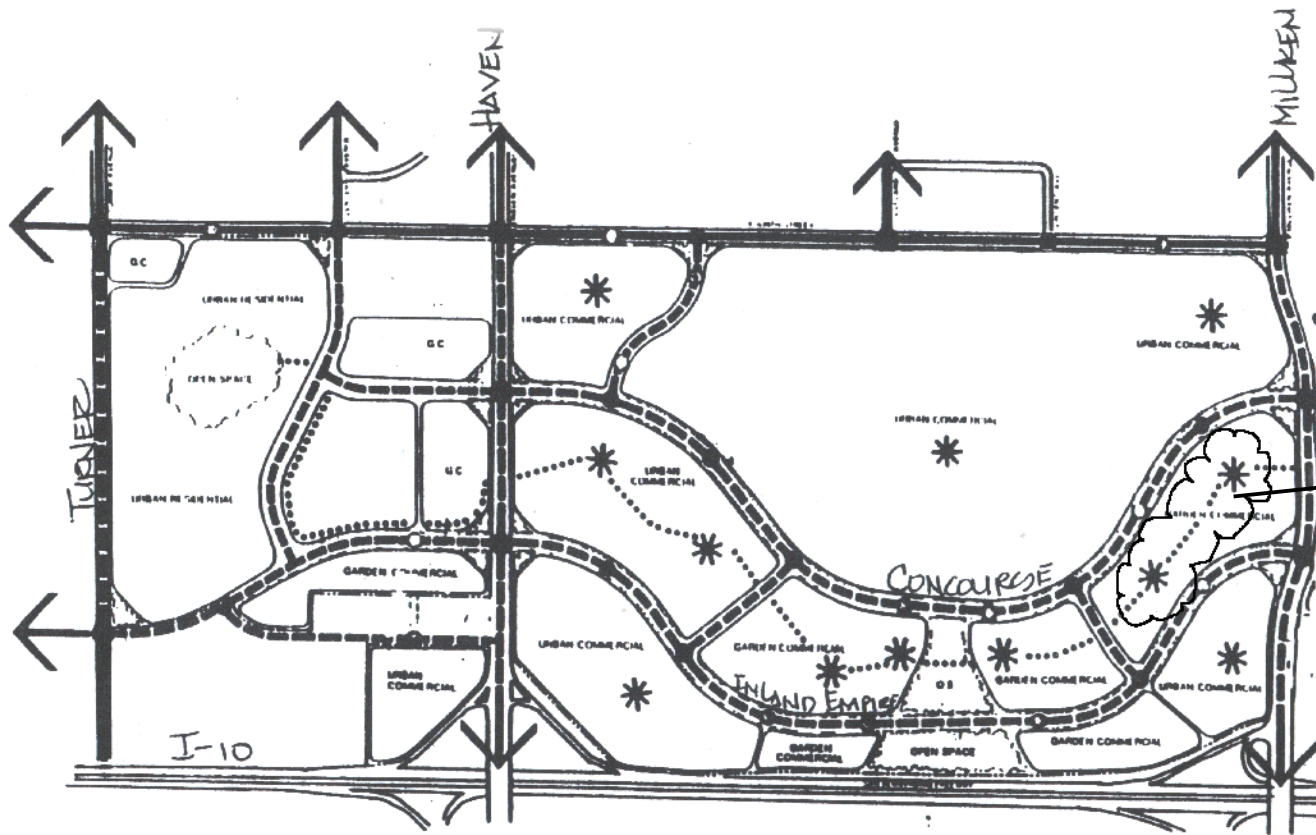 HAVEN
MILLIKEN
G.C
URBAN RESIDENTIAL
URBAN COMMERCIAL
URBAN COMMERCIAL
G.C
OPEN SPACE
TURNER
URBAN COMMERCIAL
G.C
URBAN
COMMERCIAL
URBAN RESIDENTIAL
GARDEN COMMERCIAL
GARDEN COMMERCIAL
CONCOURSE
URBAN COMMERCIAL
GARDEN COMMERCIAL
URBAN
COMMERCIAL
O S
GARDEN COMMERCIAL
URBAN COMMERCIAL
INLAND EMPIRE
I-10
GARDEN
COMMERCIAL
OPEN SPACE
GARDEN COMMERCIAL